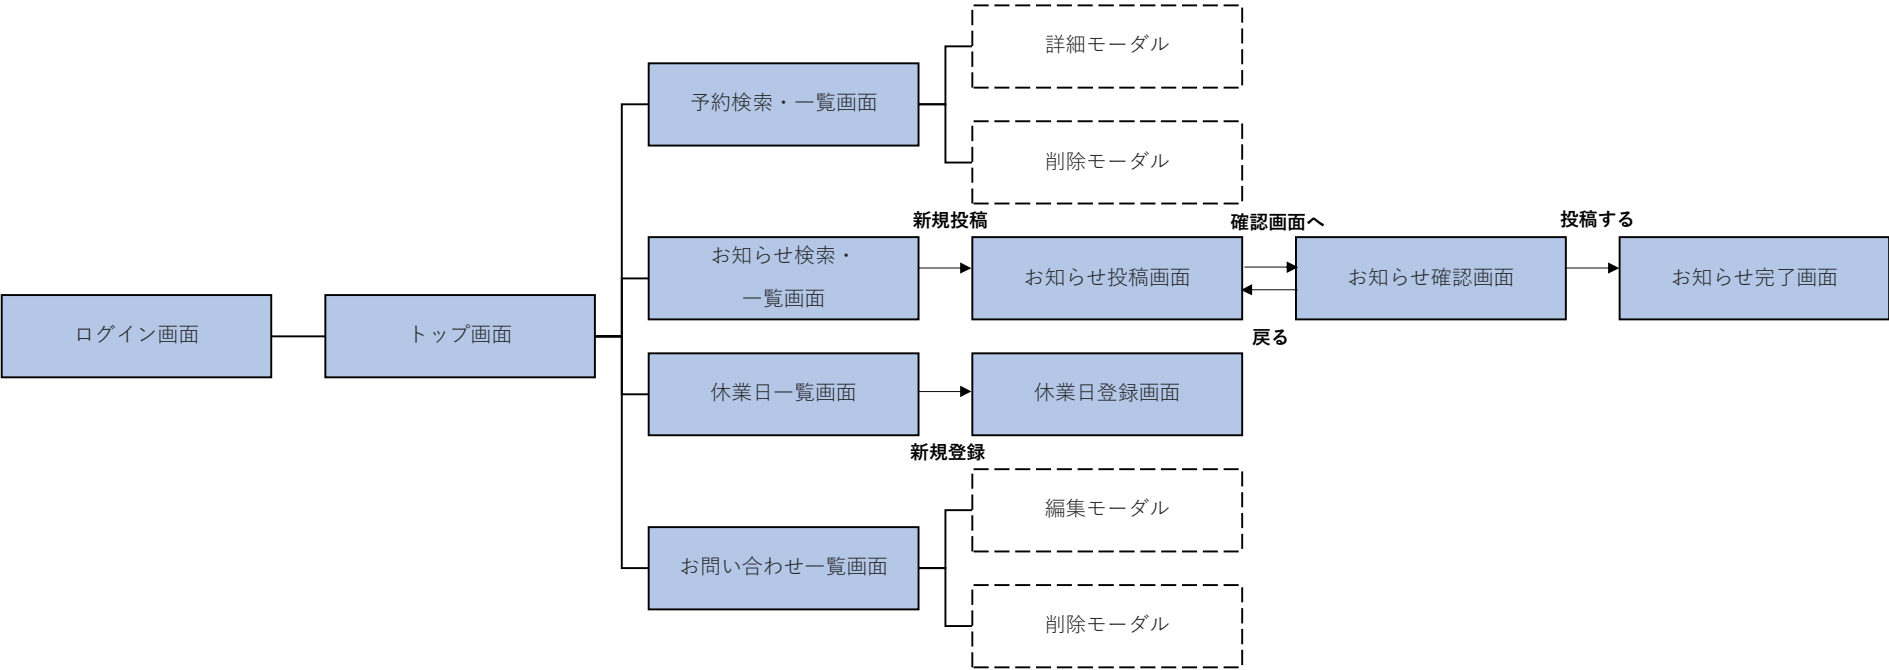 詳細モーダル
予約検索・一覧画面
削除モーダル
新規投稿
確認画面へ
投稿する
お知らせ検索・
一覧画面
お知らせ投稿画面
お知らせ確認画面
お知らせ完了画面
ログイン画面
トップ画面
戻る
休業日一覧画面
休業日登録画面
新規登録
編集モーダル
お問い合わせ一覧画面
削除モーダル